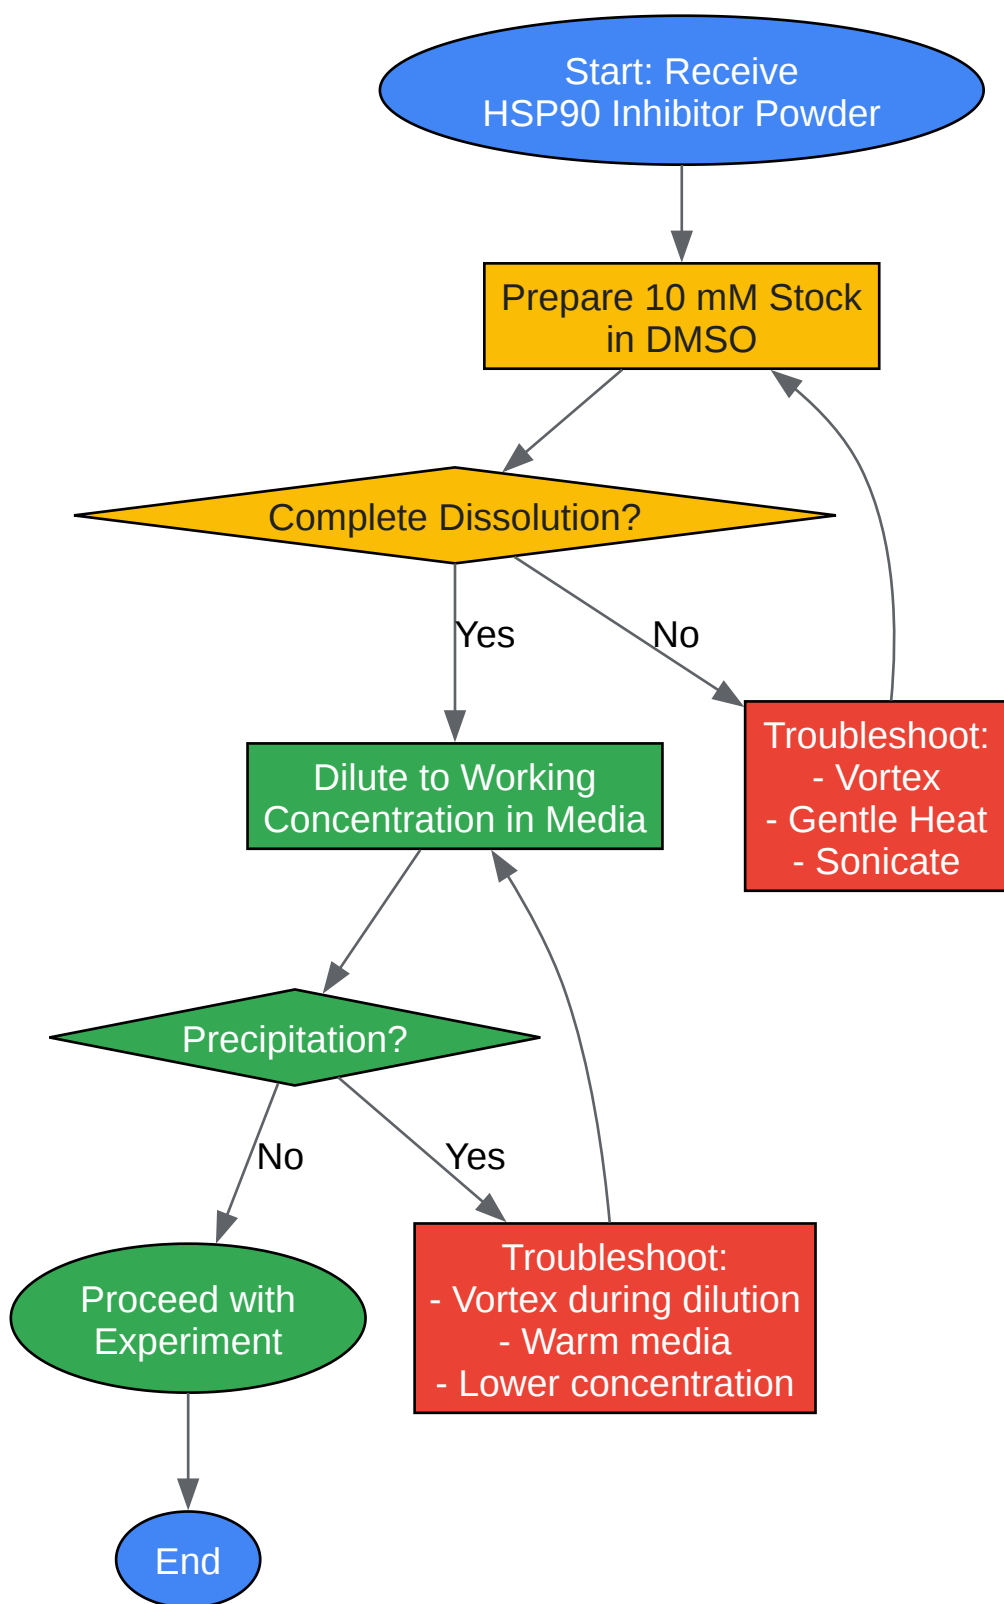 Start: Receive
HSP90 Inhibitor Powder
Prepare 10 mM Stock
in DMSO
Complete Dissolution?
Yes
No
Troubleshoot:
- Vortex
- Gentle Heat
- Sonicate
Dilute to Working
Concentration in Media
Precipitation?
No
Yes
Troubleshoot:
- Vortex during dilution
- Warm media
- Lower concentration
Proceed with
Experiment
End